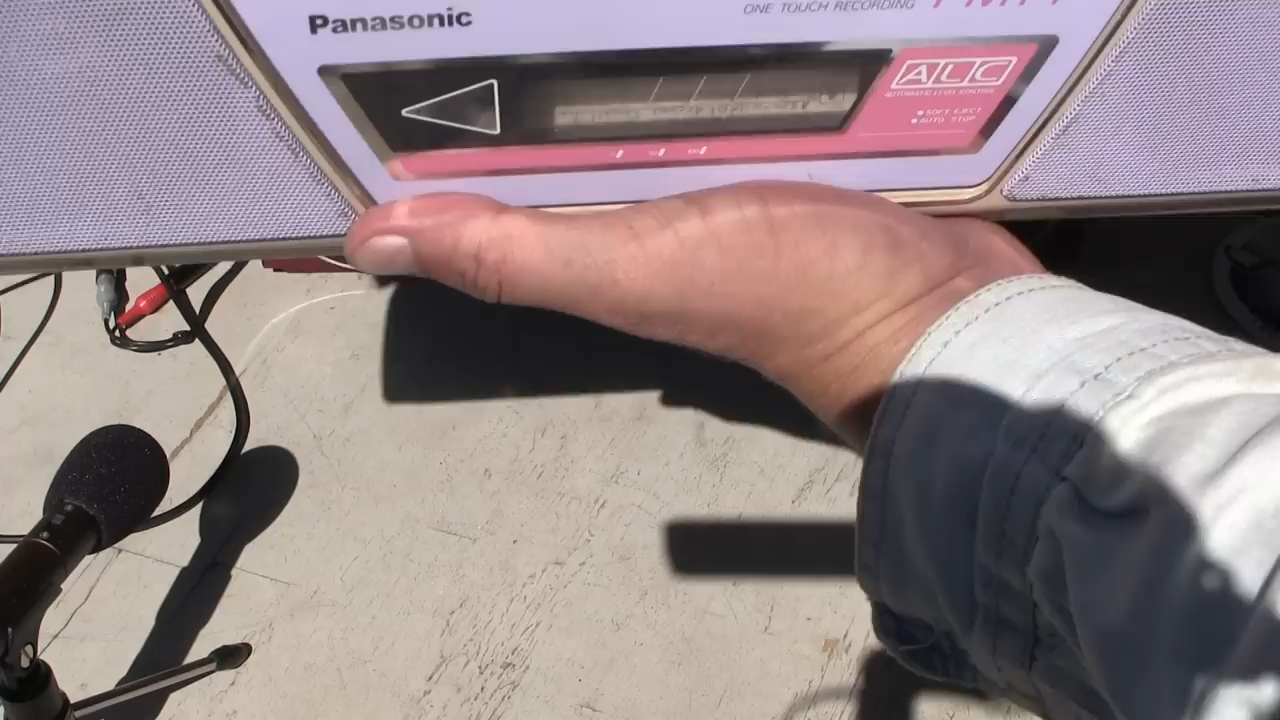 Panasonic
ONE TOUCH RECORDING
ALC
AUTOMATIC LEVEL CONTROL
● SOFT EJECT
● AUTO STOP